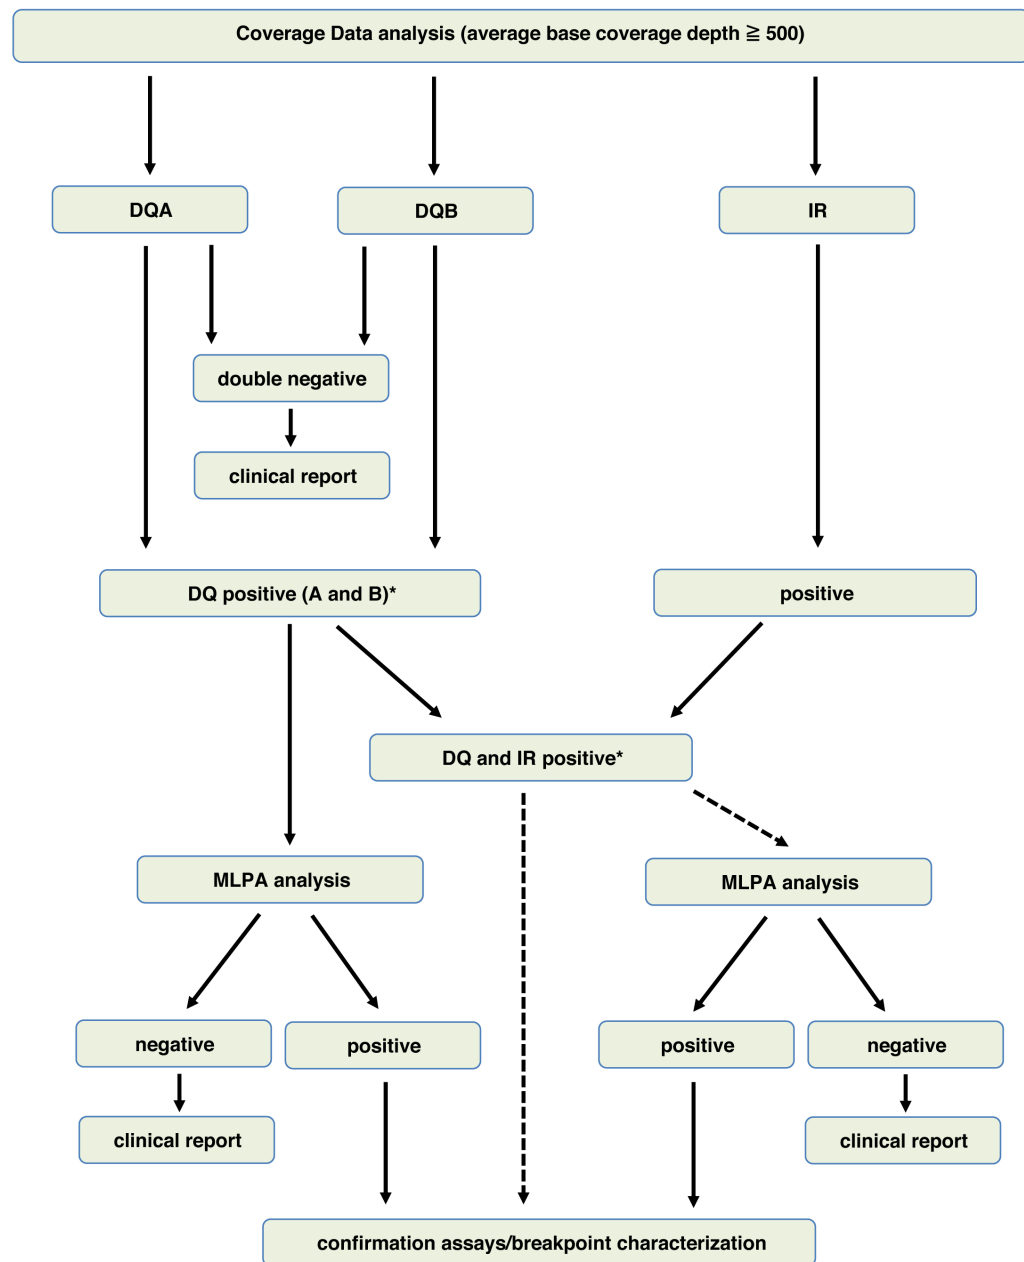 Coverage Data analysis (average base coverage depth ≧ 500)
DQA
DQB
IR
double negative
clinical report
DQ positive (A and B)*
positive
DQ and IR positive*
MLPA analysis
MLPA analysis
negative
positive
positive
negative
clinical report
clinical report
confirmation assays/breakpoint characterization